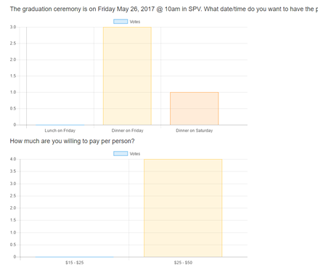 The graduation ceremony is on Friday May 26, 2017 @ 10am in SPV. What date/time do you want to have the p
Votes
3.0
2.5
2.0
1.5
1.0
0.5
0
Lunch on Friday Dinner on Friday Dinner on Saturday
How much are you willing to pay per person?
Votes
4.0
3.5
3.0
2.5
2.0
1.5
1.0
0.5
0
$15 - $25 $25 - $50